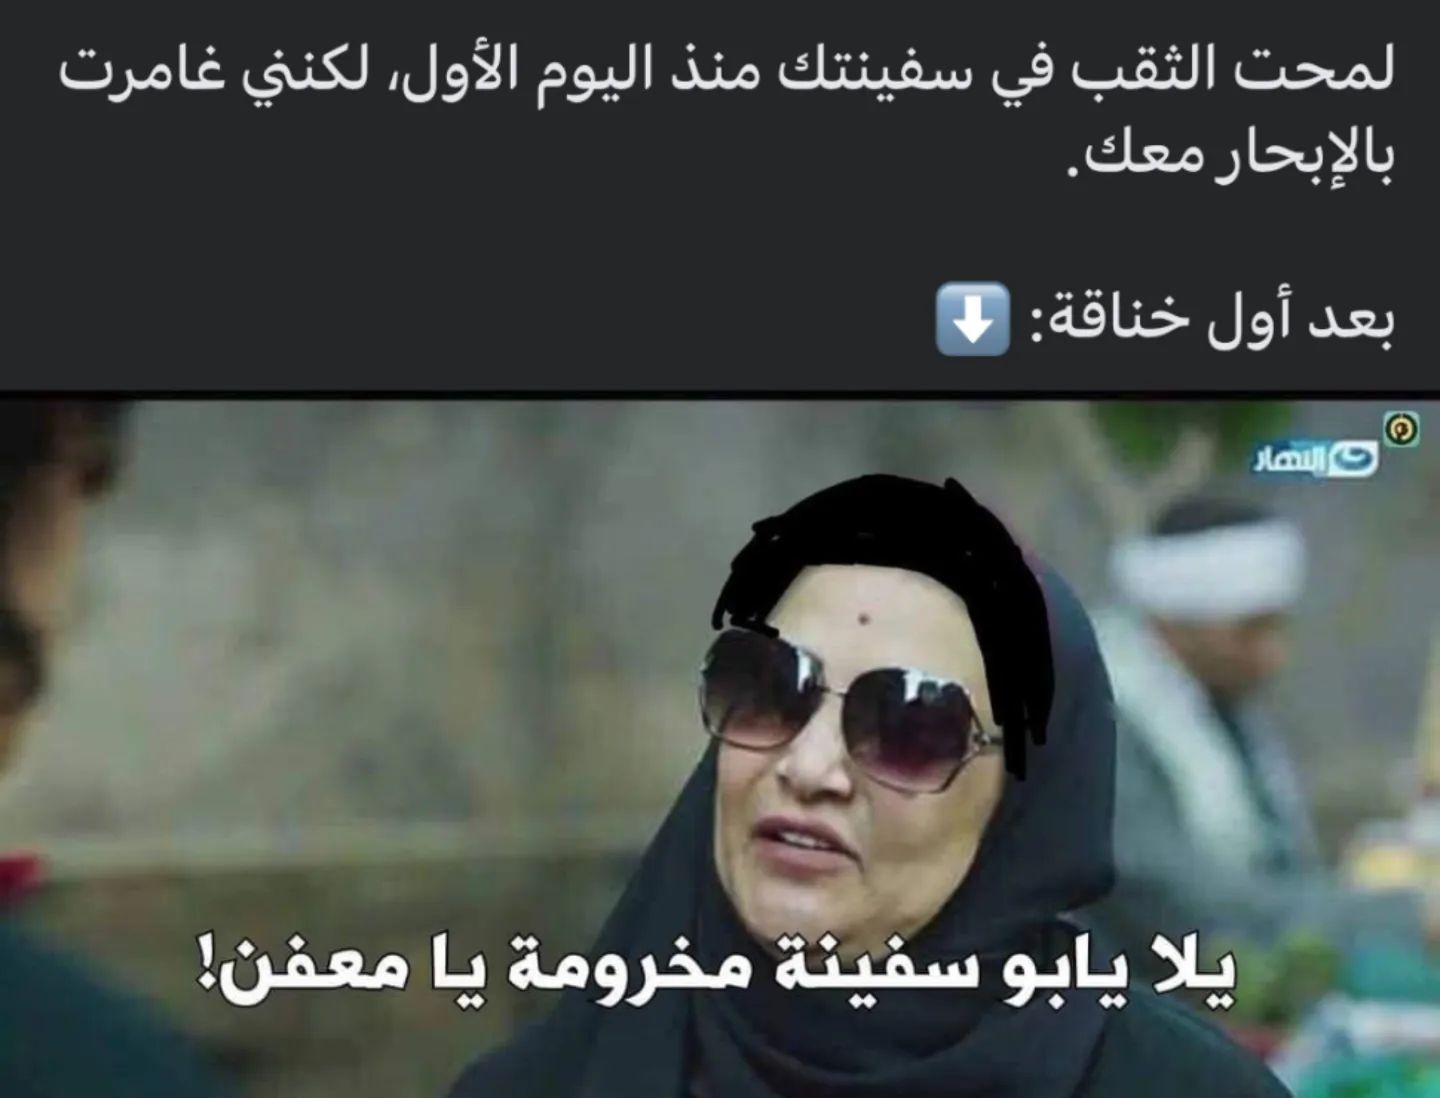 لمحت الثقب في سفينتك منذ اليوم الأول، لكنني غامرت
بالإبحار معك.
بعد أول خناقة: ⬇️
النهار
يلا يابو سفينة مخرومة يا معفن!